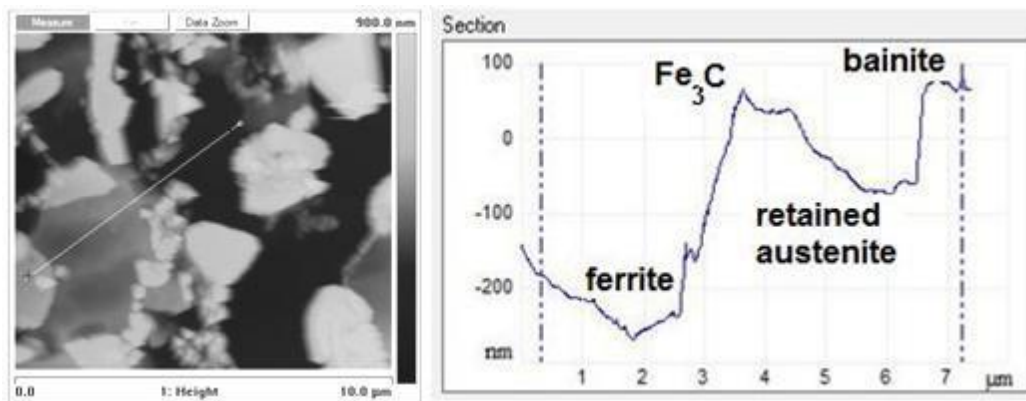 Measure Data Zoom 900.0 nm
0.0 1: Height 10.0 µm
Section
100
0
-100
-200
nm
Fe₃C
bainite
retained
austenite
ferrite
1 2 3 4 5 6 7 µm